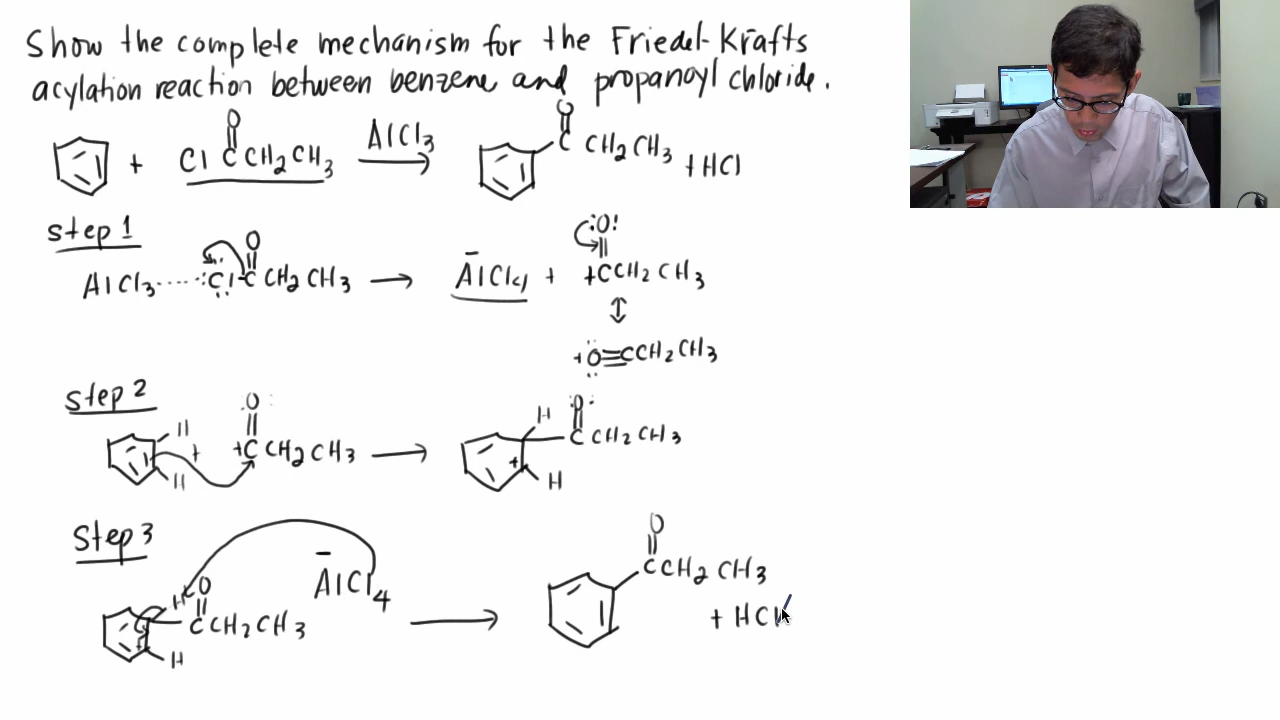 Show the complete mechanism for the Friedel-Krafts
acylation reaction between benzene and propanoyl chloride.
+ Cl C CH2CH3 AlCl3 C CH2CH3 + HCl
O O
step 1
AlCl3 ..... :Cl-C CH2CH3 AlCl4 + +CCH2CH3
O :O:
+O≡CCH2CH3
step 2
H + +C CH2CH3 H C CH2CH3
O O
H H
Step 3
H O AlCl4 O
CCH2CH3 CCH2CH3
H + HCl